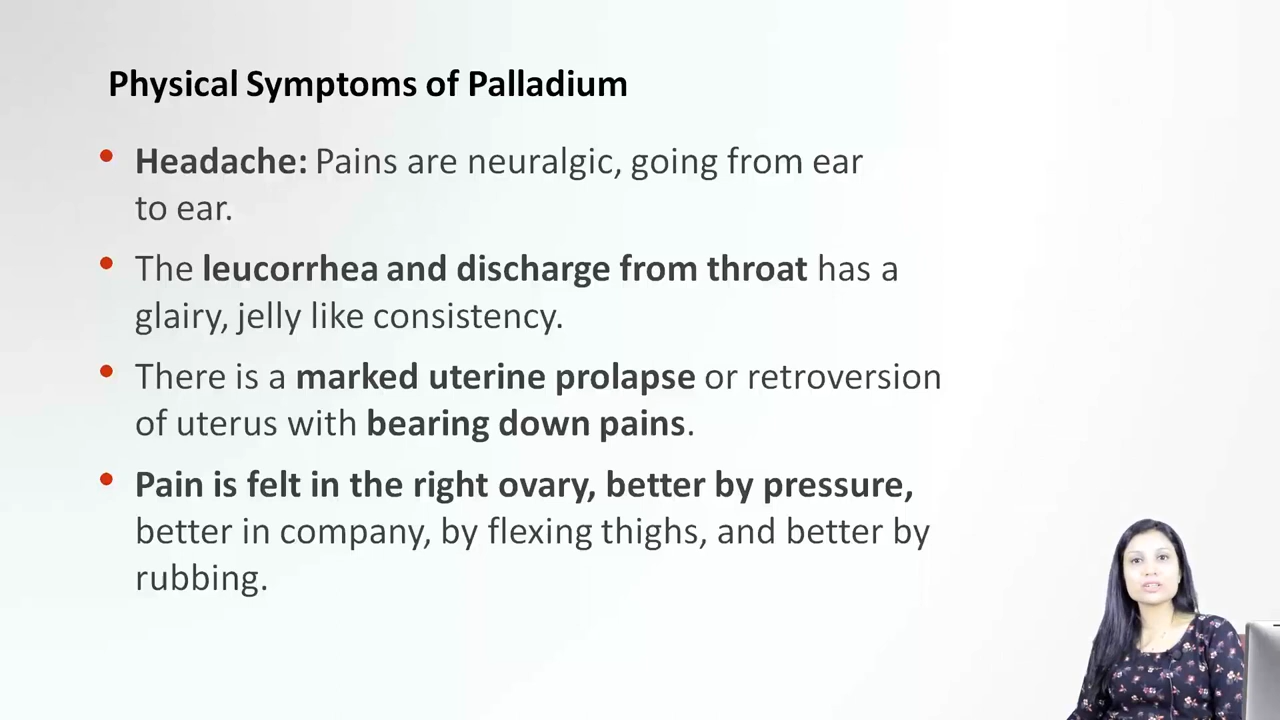 Physical Symptoms of Palladium
• Headache: Pains are neuralgic, going from ear
to ear.
• The leucorrhea and discharge from throat has a
glairy, jelly like consistency.
• There is a marked uterine prolapse or retroversion
of uterus with bearing down pains.
• Pain is felt in the right ovary, better by pressure,
better in company, by flexing thighs, and better by
rubbing.